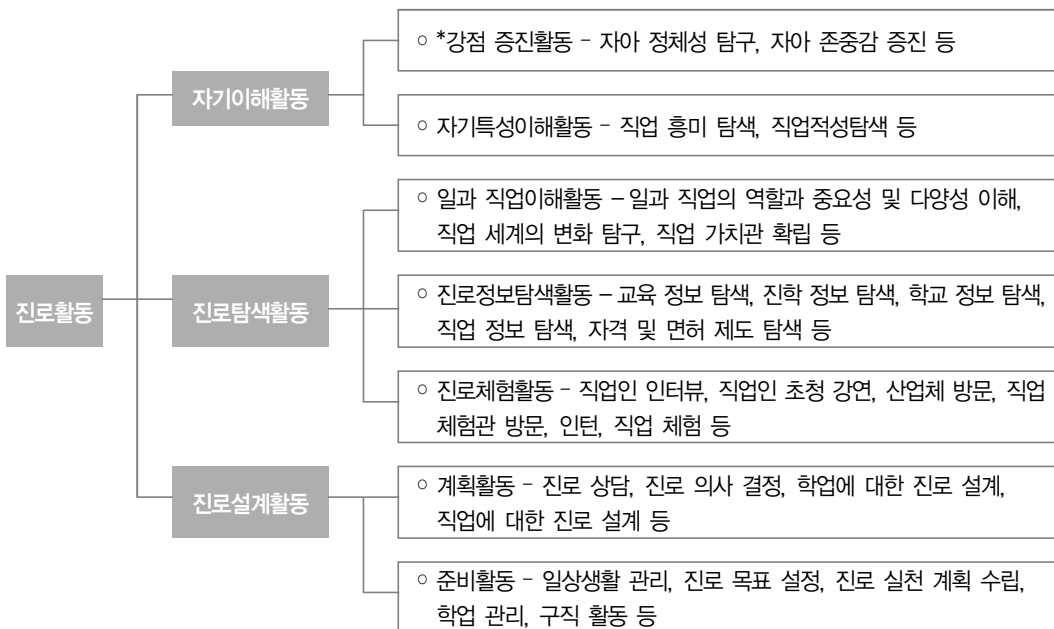 진로활동
자기이해활동
○ *강점 증진활동 - 자아 정체성 탐구, 자아 존중감 증진 등
○ 자기특성이해활동 - 직업 흥미 탐색, 직업적성탐색 등
진로탐색활동
○ 일과 직업이해활동 – 일과 직업의 역할과 중요성 및 다양성 이해,
직업 세계의 변화 탐구, 직업 가치관 확립 등
○ 진로정보탐색활동 – 교육 정보 탐색, 진학 정보 탐색, 학교 정보 탐색,
직업 정보 탐색, 자격 및 면허 제도 탐색 등
○ 진로체험활동 - 직업인 인터뷰, 직업인 초청 강연, 산업체 방문, 직업
체험관 방문, 인턴, 직업 체험 등
진로설계활동
○ 계획활동 - 진로 상담, 진로 의사 결정, 학업에 대한 진로 설계,
직업에 대한 진로 설계 등
○ 준비활동 - 일상생활 관리, 진로 목표 설정, 진로 실천 계획 수립,
학업 관리, 구직 활동 등